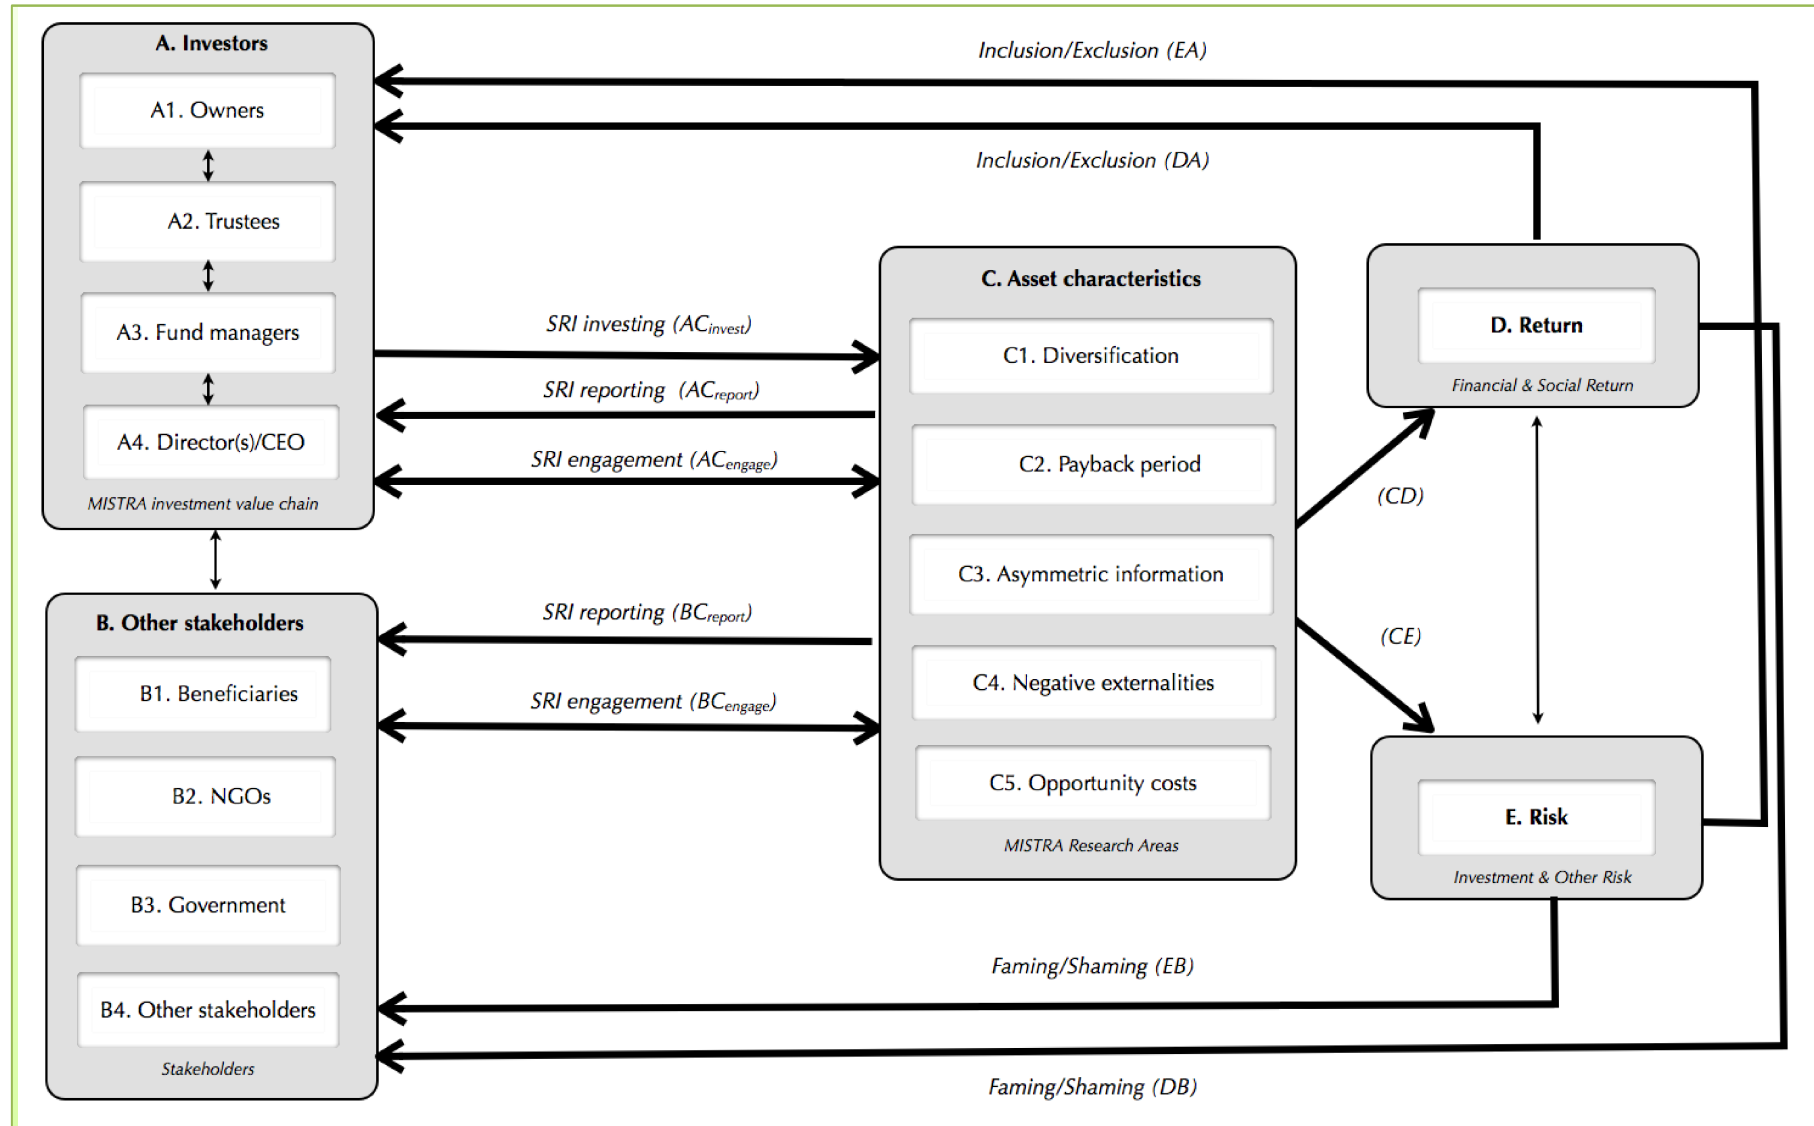 A. Investors
A1. Owners
A2. Trustees
A3. Fund managers
A4. Director(s)/CEO
MISTRA investment value chain
B. Other stakeholders
B1. Beneficiaries
B2. NGOs
B3. Government
B4. Other stakeholders
Stakeholders
Inclusion/Exclusion (EA)
Inclusion/Exclusion (DA)
SRI investing (ACinvest)
SRI reporting (ACreport)
SRI engagement (ACengage)
SRI reporting (BCreport)
SRI engagement (BCengage)
C. Asset characteristics
C1. Diversification
C2. Payback period
C3. Asymmetric information
C4. Negative externalities
C5. Opportunity costs
MISTRA Research Areas
(CD)
(CE)
D. Return
Financial & Social Return
E. Risk
Investment & Other Risk
Faming/Shaming (EB)
Faming/Shaming (DB)